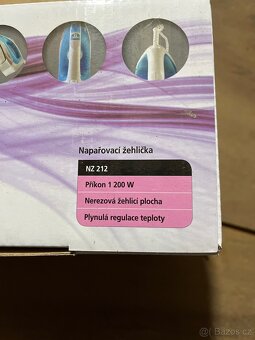 Napařovací žehlička
NZ 212
Příkon 1 200 W
Nerezová žehlicí plocha
Plynulá regulace teploty
© Bazos.cz